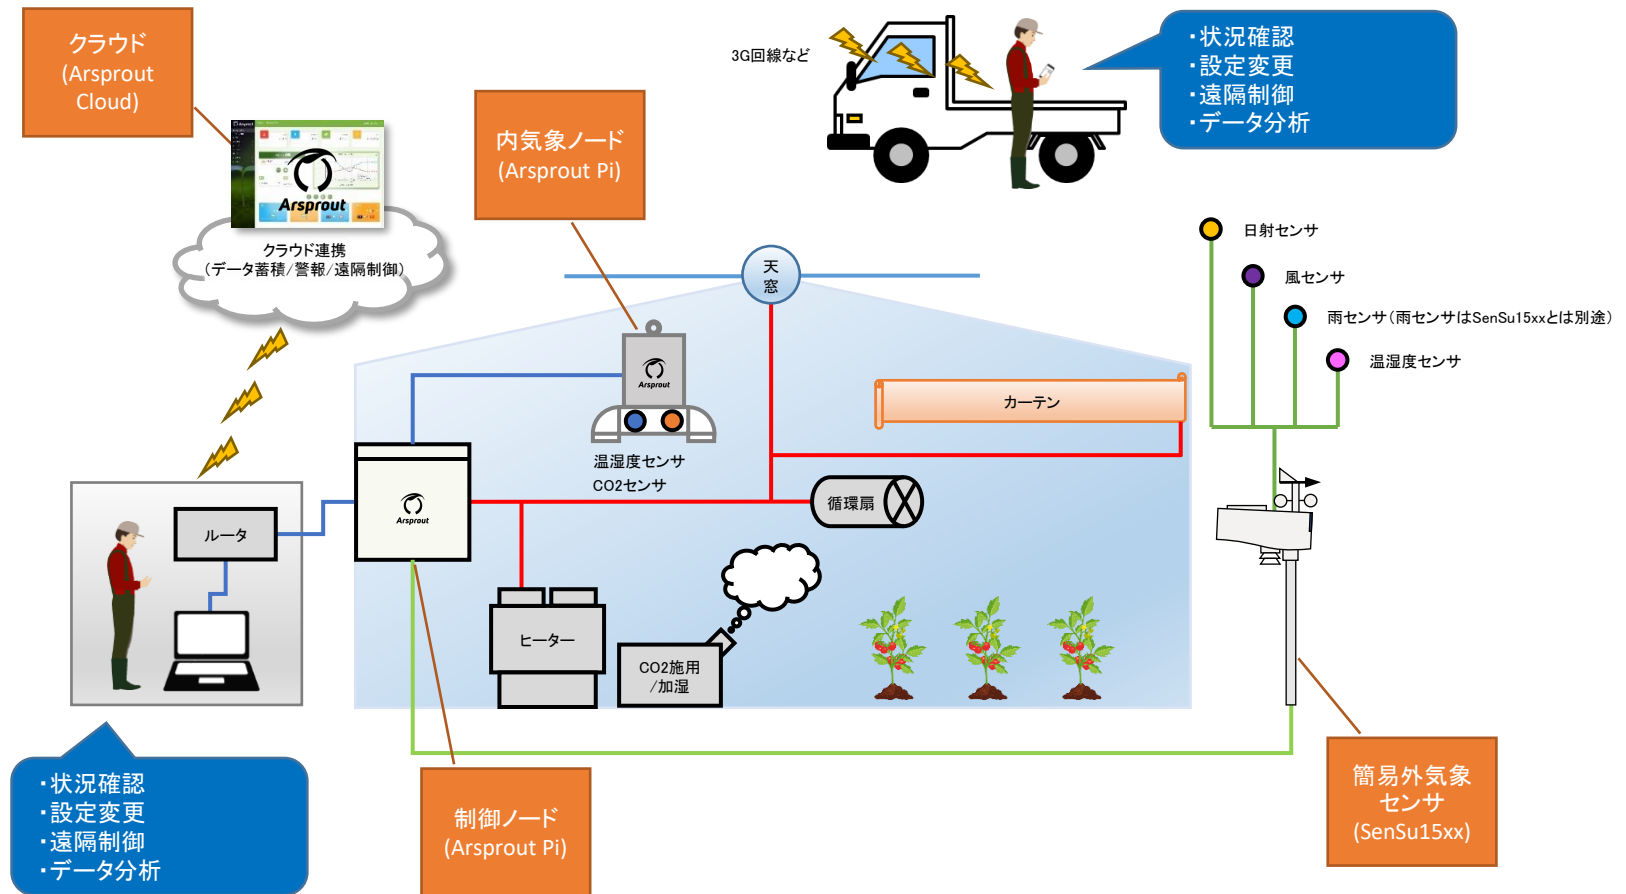 クラウド
(Arsprout
Cloud)
Arsprout
クラウド連携
(データ蓄積/警報/遠隔制御)
内気象ノード
(Arsprout Pi)
3G回線など
・状況確認
・設定変更
・遠隔制御
・データ分析
天
窓
日射センサ
風センサ
雨センサ(雨センサはSenSu15xxとは別途)
温湿度センサ
Arsprout
温湿度センサ
CO2センサ
カーテン
循環扇
Arsprout
ルータ
ヒーター
CO2施用
/加湿
・状況確認
・設定変更
・遠隔制御
・データ分析
制御ノード
(Arsprout Pi)
簡易外気象
センサ
(SenSu15xx)